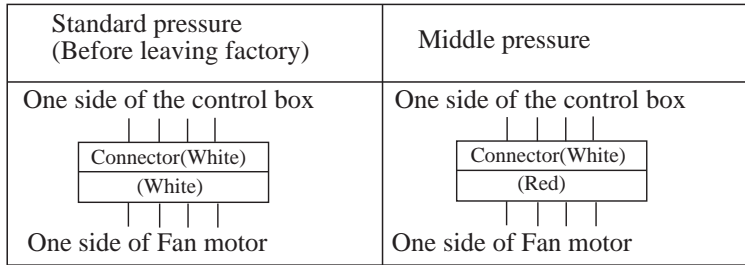 Standard pressure
(Before leaving factory)
Middle pressure
One side of the control box
Connector(White)
(White)
One side of Fan motor
One side of the control box
Connector(White)
(Red)
One side of Fan motor